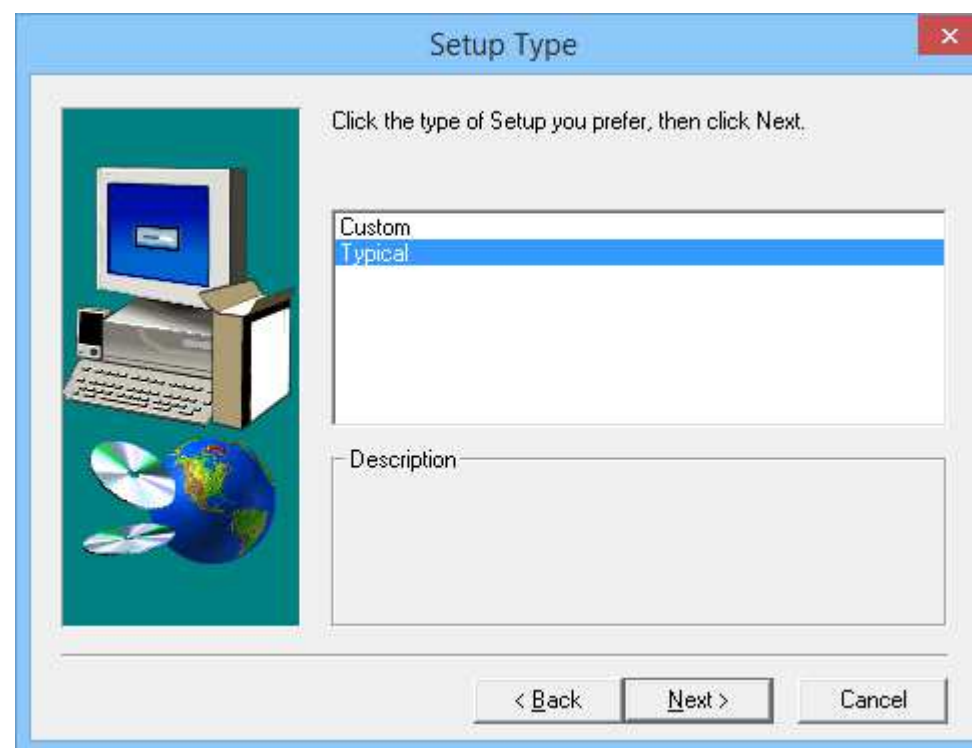 Setup Type
Click the type of Setup you prefer, then click Next.
Custom
Typical
Description
< Back
Next >
Cancel